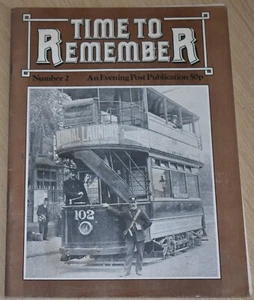 TIME TO
REMEMBER
Number 2 An Evening Post Publication 50p
102